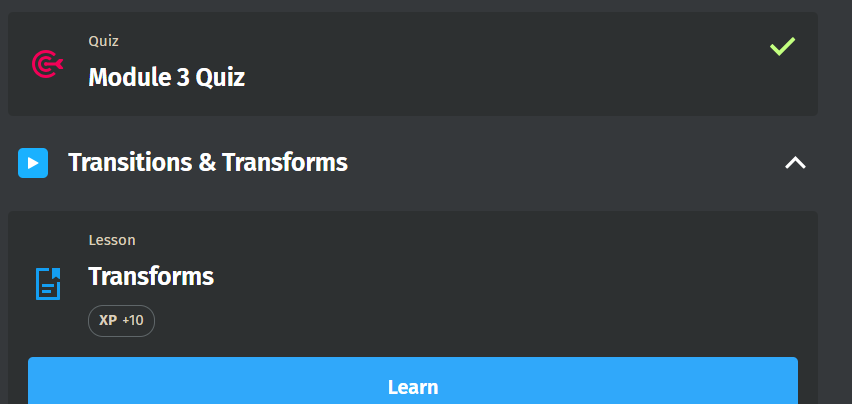 Quiz
Module 3 Quiz
Transitions & Transforms
Lesson
Transforms
XP +10
Learn